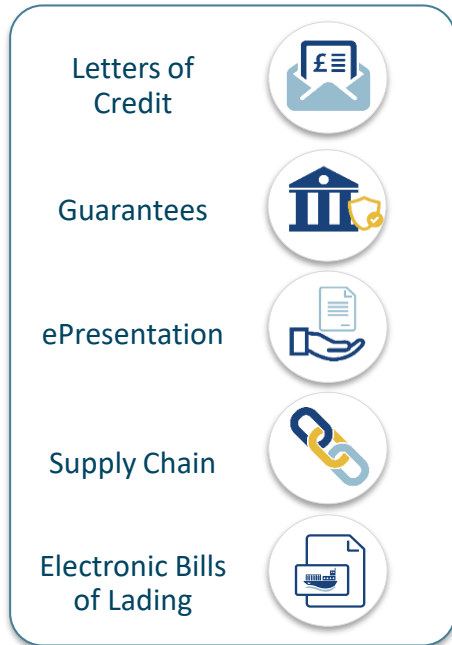 Letters of
Credit
£
Guarantees
ePresentation
Supply Chain
Electronic Bills
of Lading